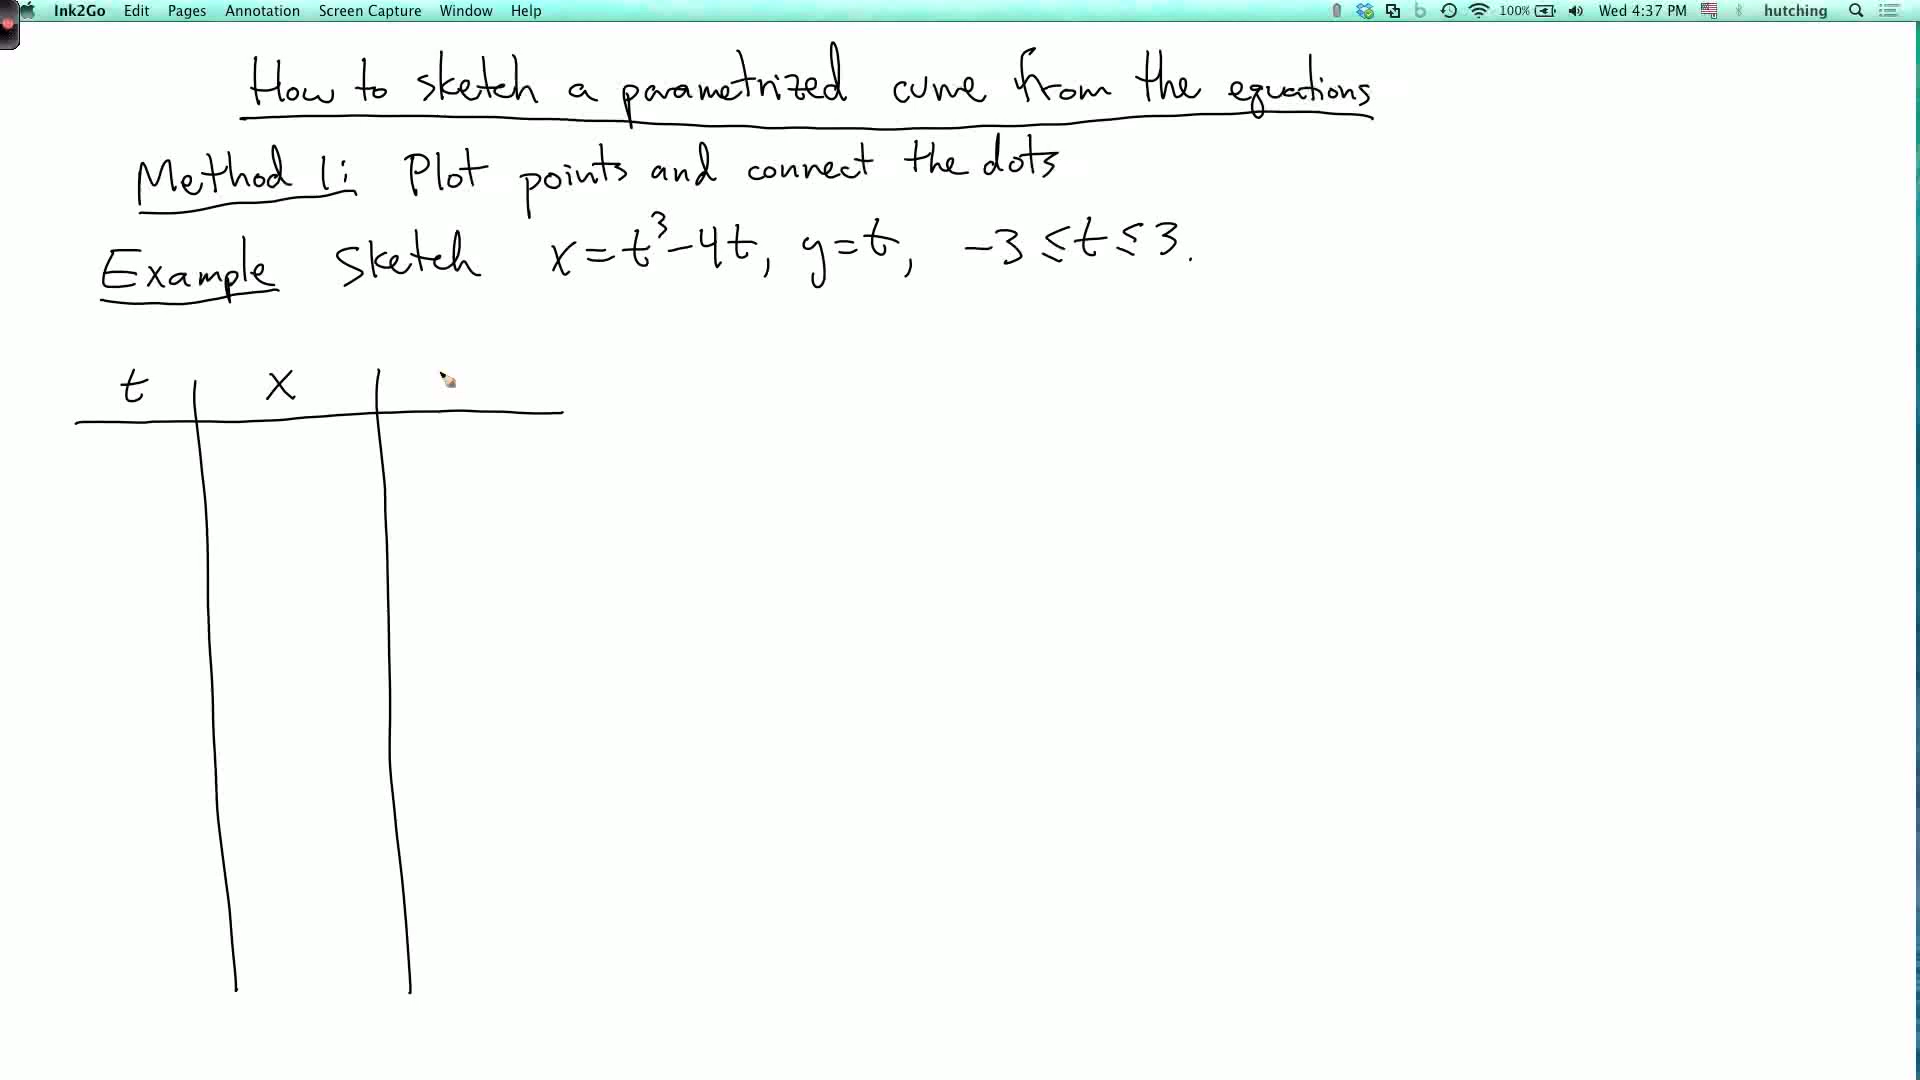 Ink2Go Edit Pages Annotation Screen Capture Window Help 100% Wed 4:37 PM hutching
How to sketch a parametrized curve from the equations
Method 1: Plot points and connect the dots
Example Sketch x=t³-4t, y=t, -3≤t≤3.
t x